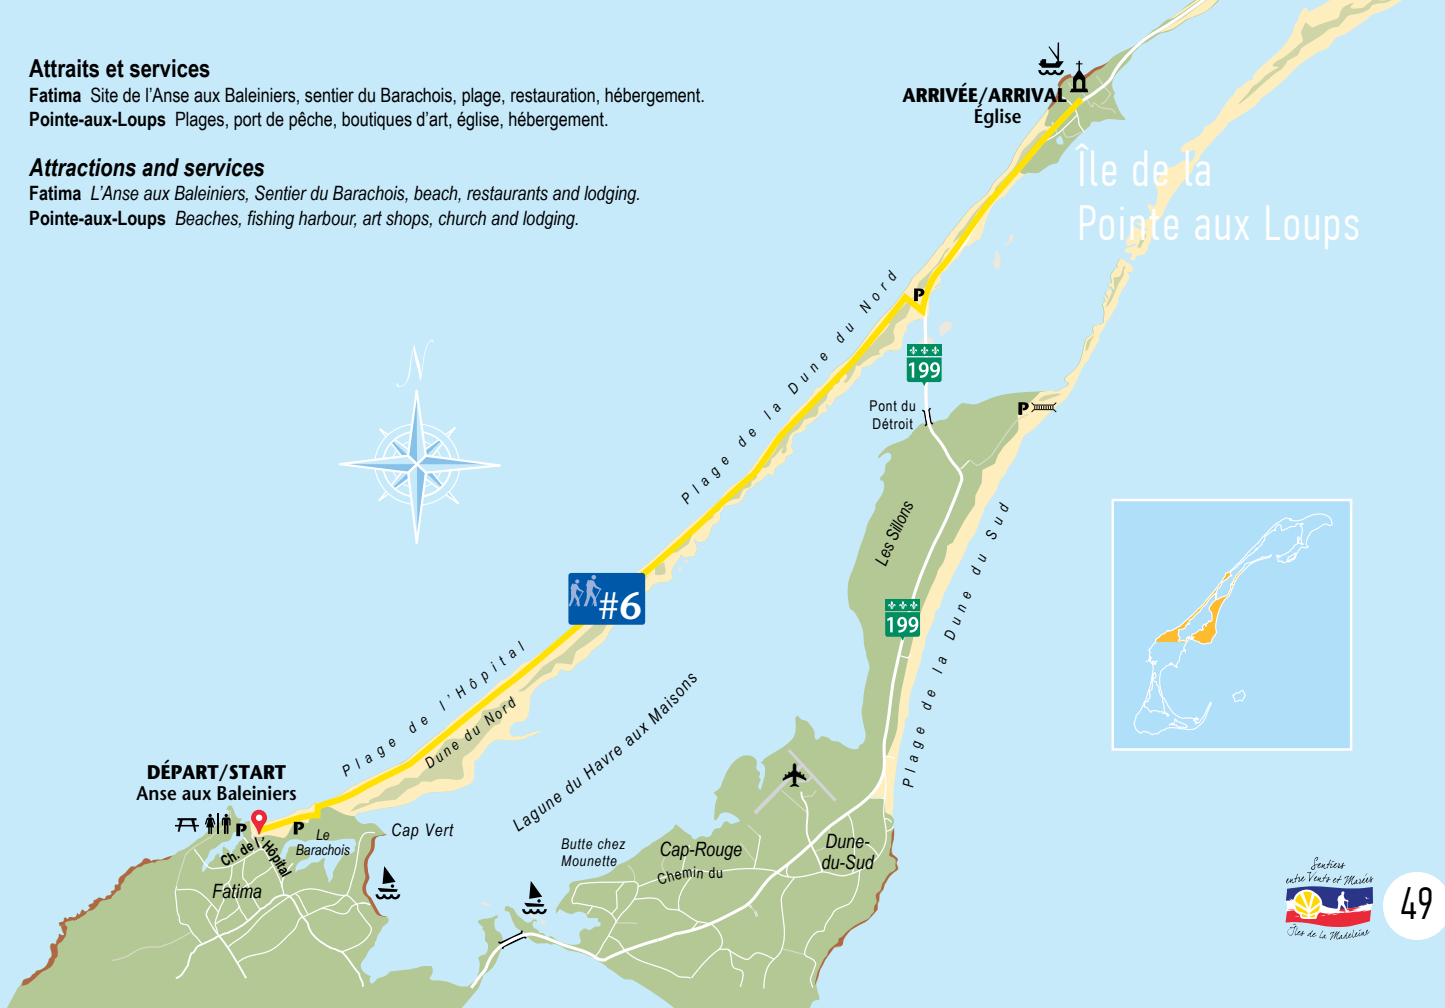 Attraits et services
Fatima Site de l'Anse aux Baleiniers, sentier du Barachois, plage, restauration, hébergement.
Pointe-aux-Loups Plages, port de pêche, boutiques d'art, église, hébergement.
Attractions and services
Fatima L'Anse aux Baleiniers, Sentier du Barachois, beach, restaurants and lodging.
Pointe-aux-Loups Beaches, fishing harbour, art shops, church and lodging.
ARRIVÉE/ARRIVAL
Église
Île de la
Pointe aux Loups
P
199
Plage de la Dune du Nord
N
Pont du
Détroit
P
Les Sillons
199
Plage de la Dune du Sud
#6
Plage de l'Hôpital
Dune du Nord
Lagune du Havre aux Maisons
DÉPART/START
Anse aux Baleiniers
P
P
Le
Barachois
Cap Vert
Ch. de l'Hôpital
Fatima
Butte chez
Mounette
Cap-Rouge
Chemin du
Dune-
du-Sud
Sentiers
entre Vents et Marées
Îles de la Madeleine
49